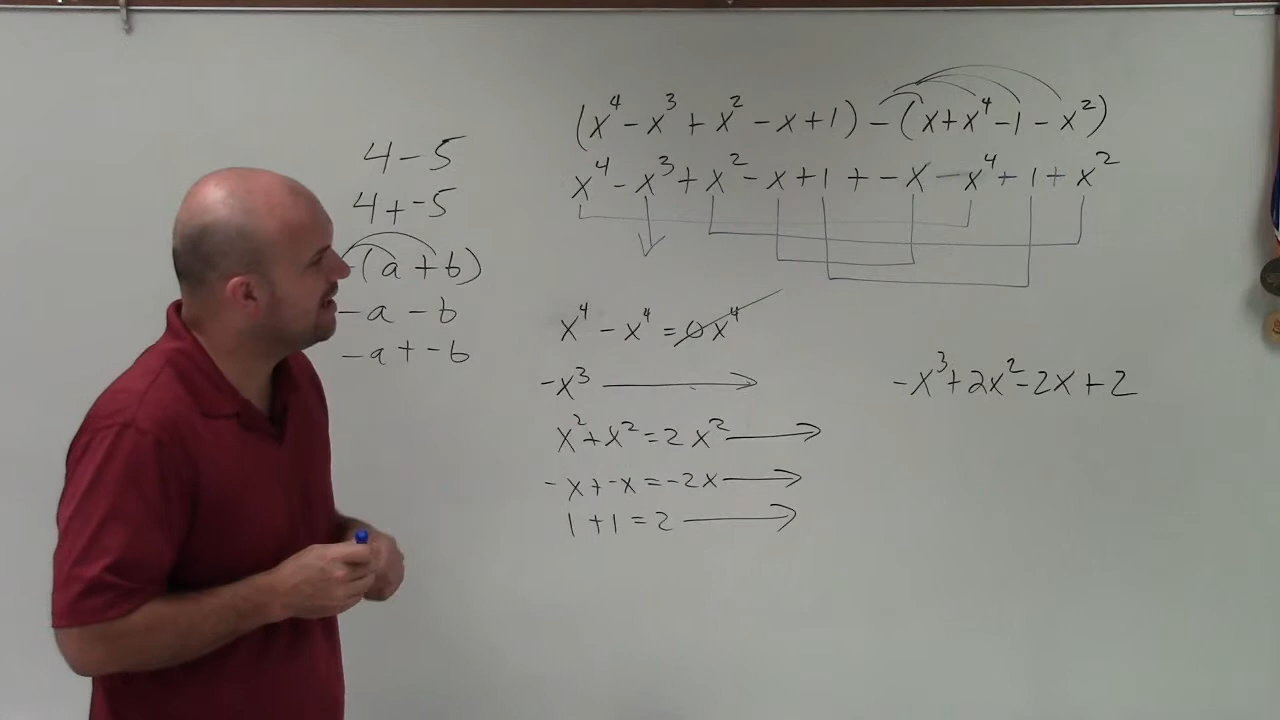 4 - 5
4 + -5
-(a + b)
-a - b
-a + -b
(x⁴ - x³ + x² - x + 1) - (x + x⁴ - 1 - x²)
x⁴ - x³ + x² - x + 1 + -x - x⁴ + 1 + x²
x⁴ - x⁴ = 0x⁴
-x³
x² + x² = 2x²
-x + -x = -2x
1 + 1 = 2
-x³ + 2x² - 2x + 2